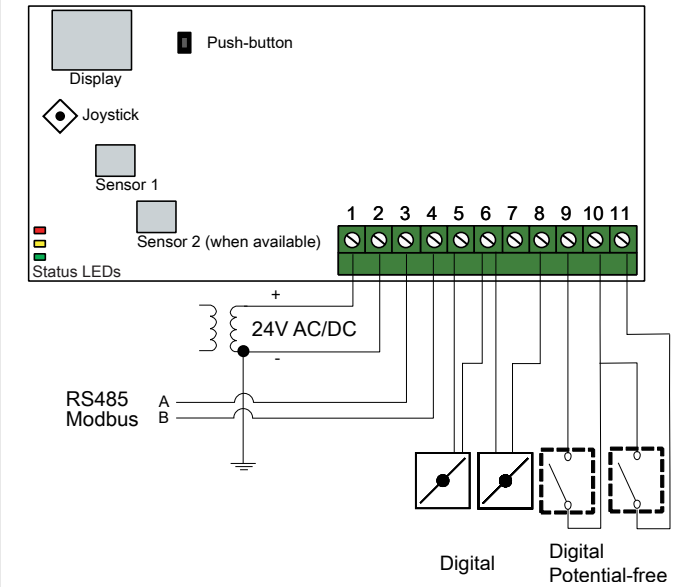 Push-button
Display
Joystick
Sensor 1
Sensor 2 (when available)
1 2 3 4 5 6 7 8 9 10 11
Status LEDs
+
24V AC/DC
-
RS485 A
Modbus B
Digital
Digital
Potential-free